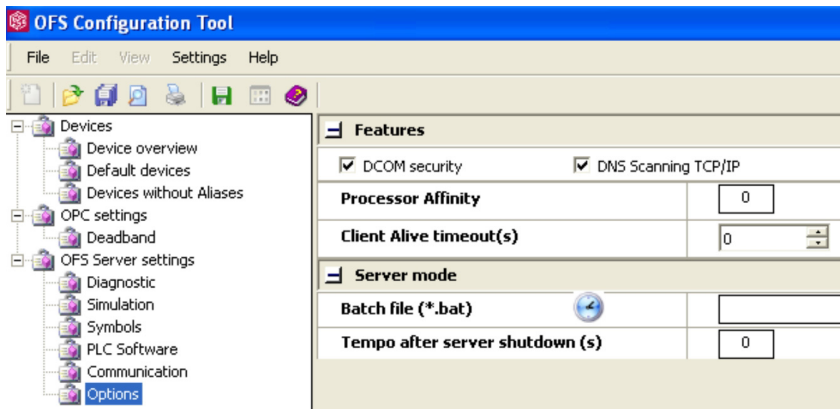 OFS Configuration Tool
File Edit View Settings Help
Devices
Device overview
Default devices
Devices without Aliases
OPC settings
Deadband
OFS Server settings
Diagnostic
Simulation
Symbols
PLC Software
Communication
Options
Features
DCOM security DNS Scanning TCP/IP
Processor Affinity 0
Client Alive timeout(s) 0
Server mode
Batch file (*.bat)
Tempo after server shutdown (s) 0